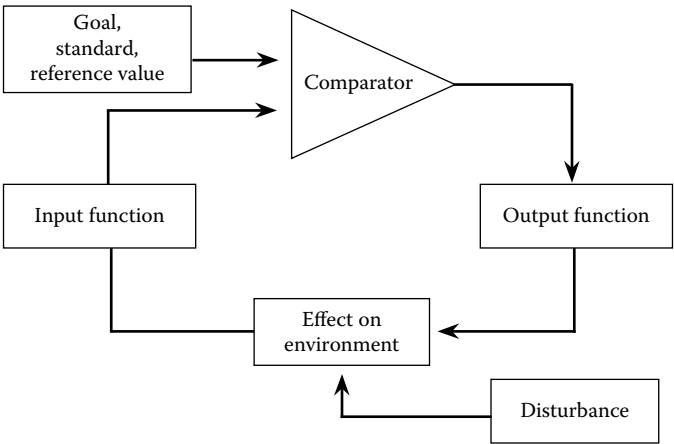 Goal,
standard,
reference value
Comparator
Input function
Output function
Effect on
environment
Disturbance